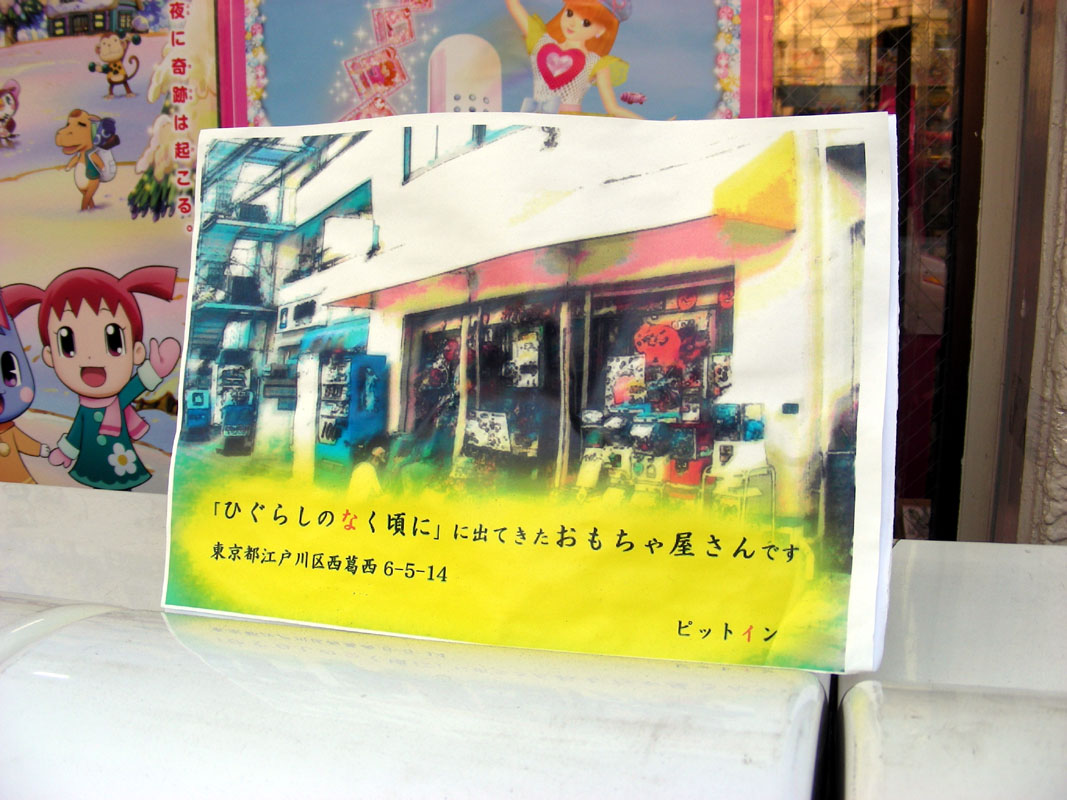 夜に奇跡は起こる。
「ひぐらしのなく頃に」に出てきたおもちゃ屋さんです
東京都江戸川区西葛西 6-5-14
ピットイン